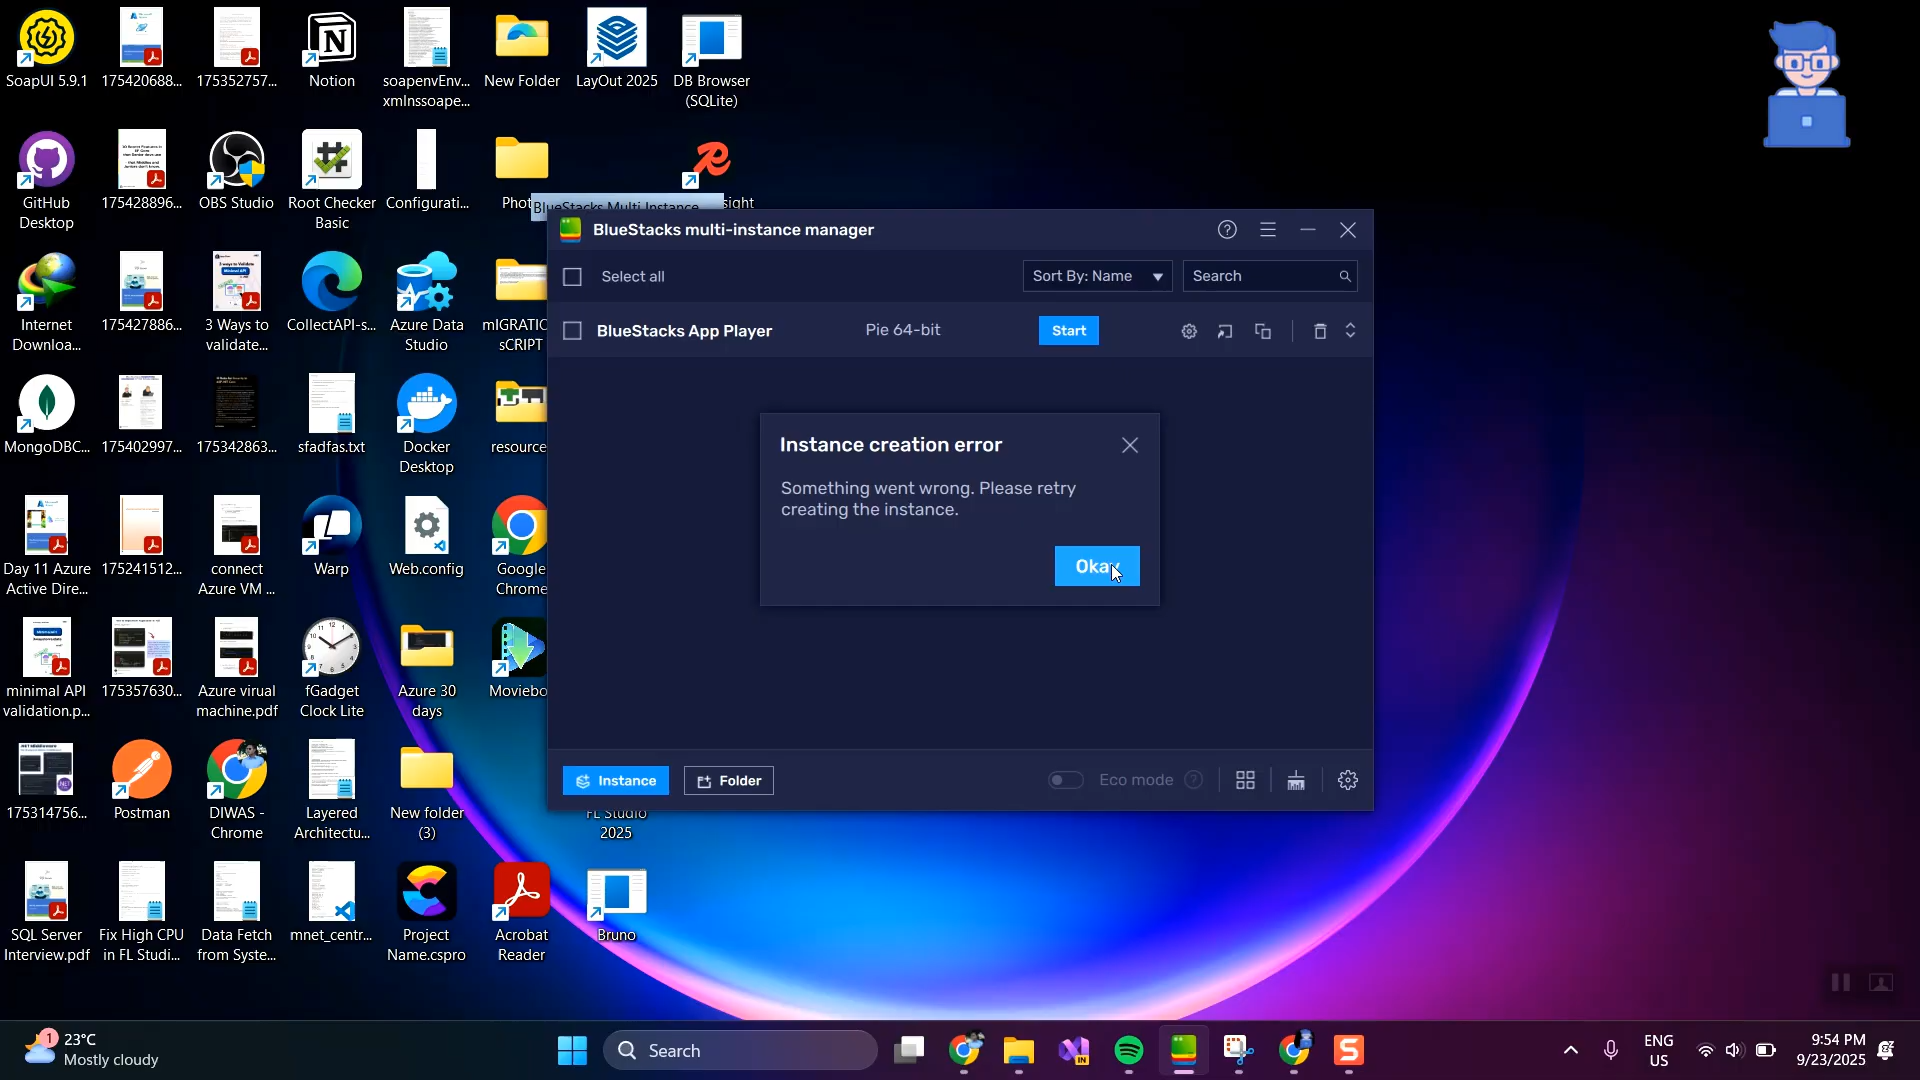 SoapUI 5.9.1
175420688...
175352757...
Notion
soapenvEnv...
xmlnssoape...
New Folder
LayOut 2025
DB Browser
(SQLite)
GitHub
Desktop
175428896...
OBS Studio
Root Checker
Basic
Configurati...
Phot
sight
BlueStacks Multi Instance
Internet
Downloa...
175427886...
3 Ways to
validate...
CollectAPI-s...
Azure Data
Studio
mIGRATIC
sCRIPT
MongoDBC...
175402997...
175342863...
sfadfas.txt
Docker
Desktop
resource
Day 11 Azure
Active Dire...
175241512...
connect
Azure VM ...
Warp
Web.config
Google
Chrome
minimal API
validation.p...
175357630...
Azure virual
machine.pdf
fGadget
Clock Lite
Azure 30
days
Moviebo
175314756...
Postman
DIWAS -
Chrome
Layered
Architectu...
New folder
(3)
FL Studio
2025
SQL Server
Interview.pdf
Fix High CPU
in FL Studi...
Data Fetch
from Syste...
mnet_centr...
Project
Name.cspro
Acrobat
Reader
Bruno
BlueStacks multi-instance manager
Select all
Sort By: Name
Search
BlueStacks App Player
Pie 64-bit
Start
Instance creation error
Something went wrong. Please retry
creating the instance.
Okay
Instance
Folder
Eco mode
1
23°C
Mostly cloudy
Search
ENG
US
9:54 PM
9/23/2025